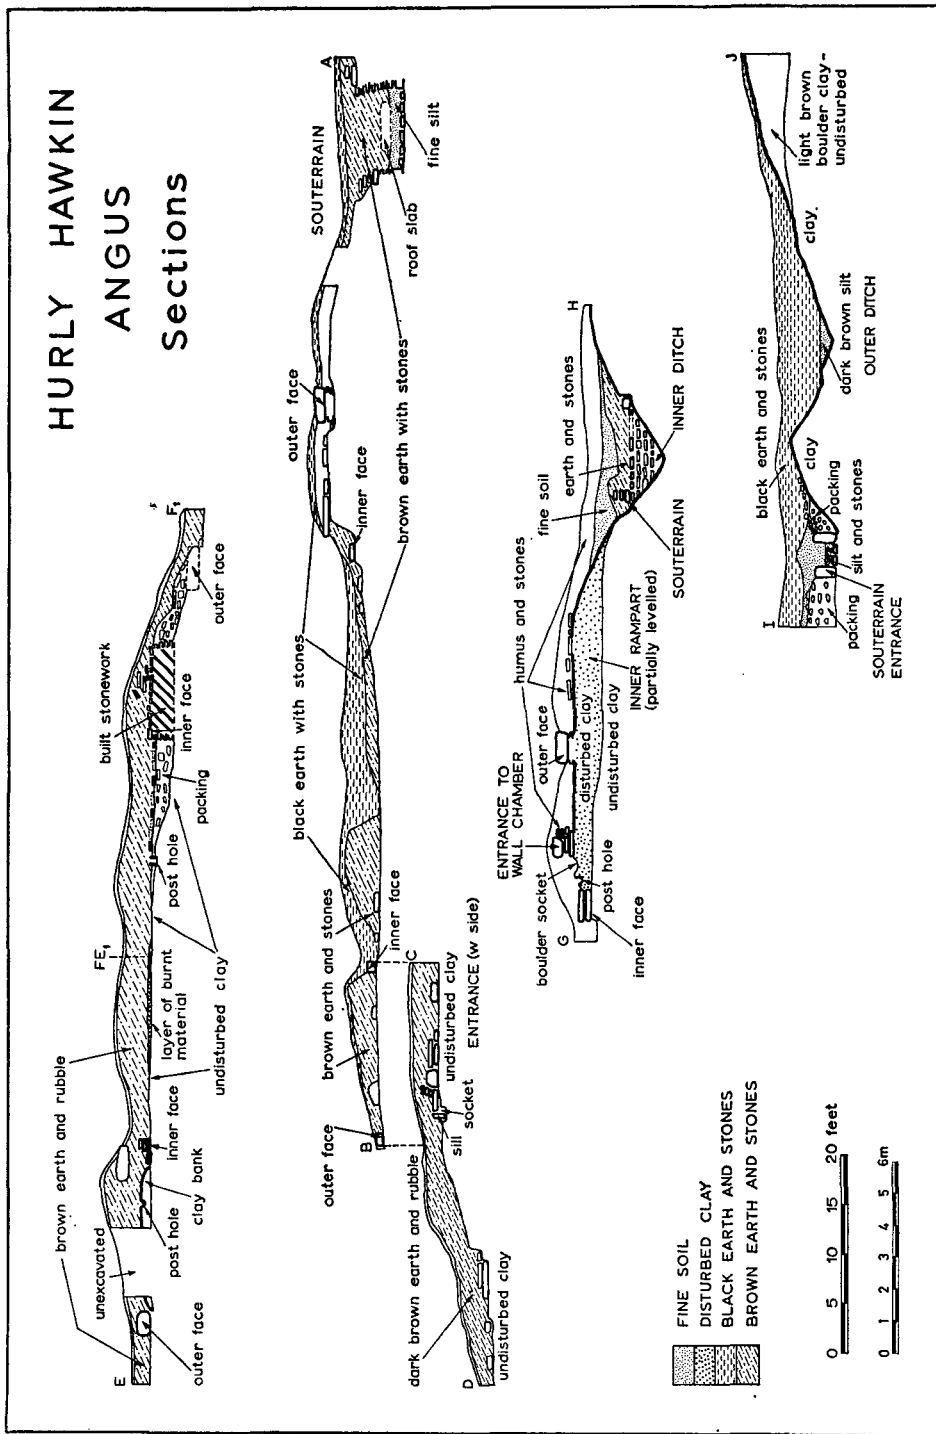 HURLY HAWKIN
ANGUS
Sections
brown earth and rubble
unexcavated
E
outer face
post hole
clay bank
inner face
layer of burnt
material
undisturbed clay
FE₁
post hole
packing
inner face
built stonework
outer face
F₁
SOUTERRAIN
A
fine silt
roof slab
brown earth with stones
outer face
inner face
black earth with stones
brown earth and stones
inner face
outer face
B
C
undisturbed clay
ENTRANCE (w side)
socket
sill
dark brown earth and rubble
D
undisturbed clay
G
boulder socket
ENTRANCE TO
WALL CHAMBER
outer face
humus and stones
fine soil
earth and stones
H
INNER DITCH
SOUTERRAIN
INNER RAMPART
(partially levelled)
disturbed clay
undisturbed clay
post hole
inner face
I
black earth and stones
J
light brown
boulder clay-
undisturbed
clay.
dark brown silt
OUTER DITCH
clay
packing
silt and stones
SOUTERRAIN
ENTRANCE
packing
FINE SOIL
DISTURBED CLAY
BLACK EARTH AND STONES
BROWN EARTH AND STONES
0 5 10 15 20 feet
0 1 2 3 4 5 6m